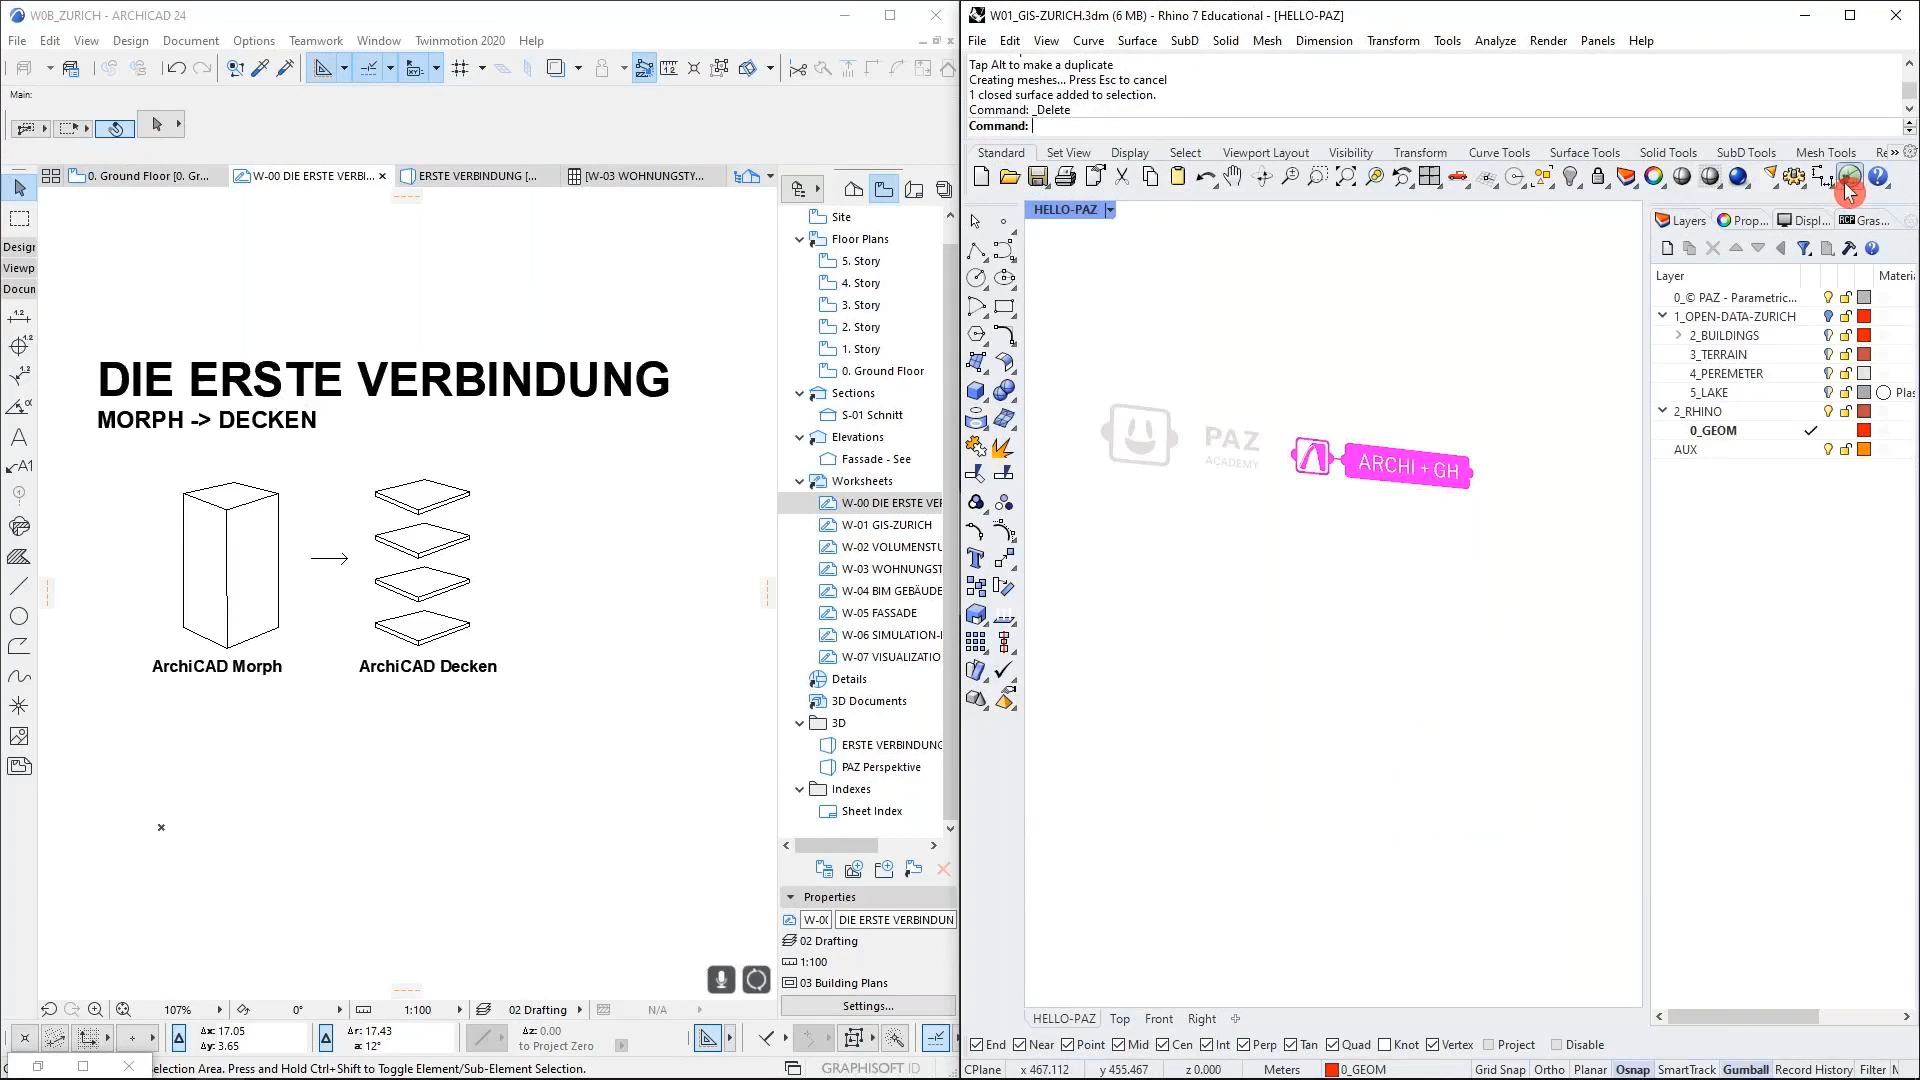 W0B_ZURICH - ARCHICAD 24
File Edit View Design Document Options Teamwork Window Twinmotion 2020 Help
Main:
0. Ground Floor [0. Gr...
W-00 DIE ERSTE VERBI...
ERSTE VERBINDUNG [...
[W-03 WOHNUNGSTY...
Design
Viewp
Docun
DIE ERSTE VERBINDUNG
MORPH -> DECKEN
ArchiCAD Morph
ArchiCAD Decken
Site
Floor Plans
5. Story
4. Story
3. Story
2. Story
1. Story
0. Ground Floor
Sections
S-01 Schnitt
Elevations
Fassade - See
Worksheets
W-00 DIE ERSTE VEF
W-01 GIS-ZURICH
W-02 VOLUMENSTU
W-03 WOHNUNGST
W-04 BIM GEBÄUDE
W-05 FASSADE
W-06 SIMULATION-I
W-07 VISUALIZATIO
Details
3D Documents
3D
ERSTE VERBINDUNG
PAZ Perspektive
Indexes
Sheet Index
Properties
W-00 DIE ERSTE VERBINDUN
02 Drafting
1:100
03 Building Plans
Settings...
107% 0° 1:100 02 Drafting N/A
Δx: 17.05
Δy: 3.65
Δr: 17.43
a: 12°
Δz: 0.00
to Project Zero
election Area. Press and Hold Ctrl+Shift to Toggle Element/Sub-Element Selection.
GRAPHISOFT ID
W01_GIS-ZURICH.3dm (6 MB) - Rhino 7 Educational - [HELLO-PAZ]
File Edit View Curve Surface SubD Solid Mesh Dimension Transform Tools Analyze Render Panels Help
Tap Alt to make a duplicate
Creating meshes... Press Esc to cancel
1 closed surface added to selection.
Command: _Delete
Command:
Standard Set View Display Select Viewport Layout Visibility Transform Curve Tools Surface Tools Solid Tools SubD Tools Mesh Tools Re
HELLO-PAZ
PAZ
ACADEMY
ARCHI + GH
Layers Prop... Displ... Gras...
Layer Materi
0_© PAZ - Parametric...
1_OPEN-DATA-ZURICH
2_BUILDINGS
3_TERRAIN
4_PEREMETER
5_LAKE Plas
2_RHINO
0_GEOM
AUX
HELLO-PAZ Top Front Right
End Near Point Mid Cen Int Perp Tan Quad Knot Vertex Project Disable
CPlane x 467.112 y 455.467 z 0.000 Meters 0_GEOM Grid Snap Ortho Planar Osnap SmartTrack Gumball Record History Filter M